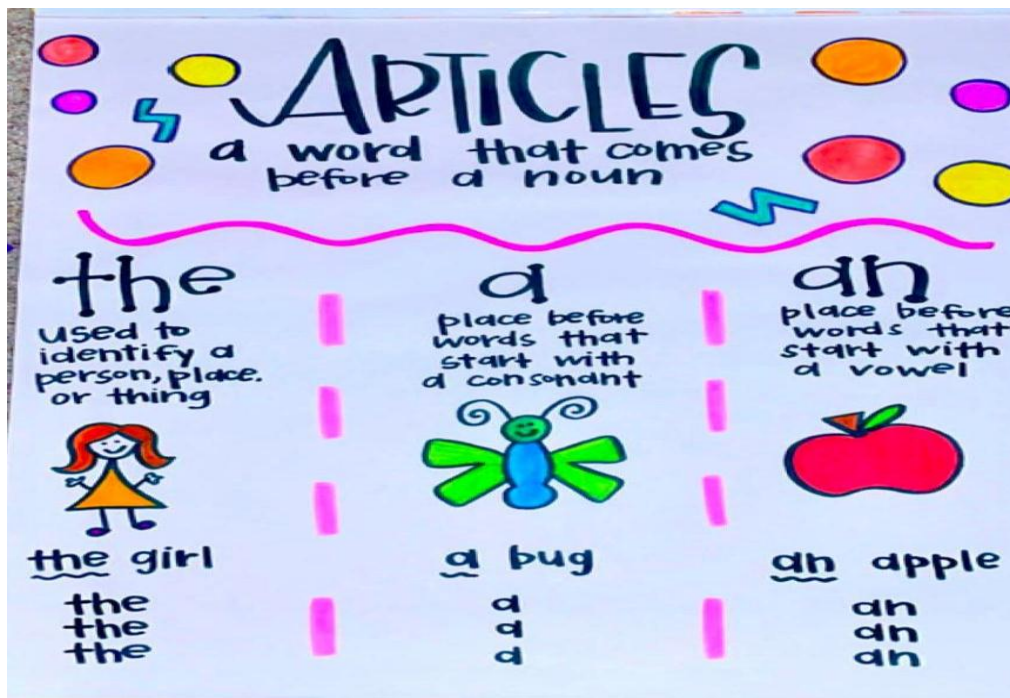 ARTICLES
a word that comes
before a noun
the
used to
identify a
person, place.
or thing
the girl
the
the
the
a
place before
words that
start with
a consonant
a bug
a
a
a
an
place before
words that
start with
a vowel
an apple
an
an
an